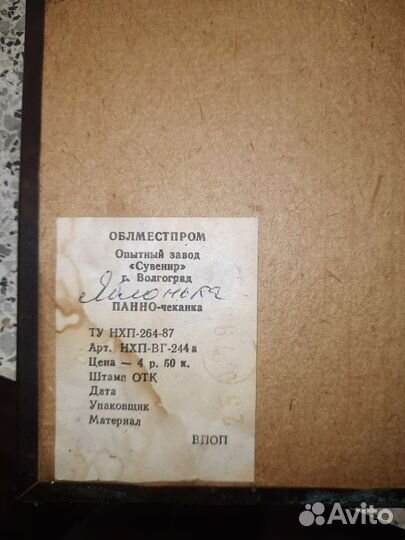 ОБЛМЕСТПРОМ
Опытный завод
«Сувенир»
г. Волгоград
Яблонька
ПАННО-чеканка
ТУ НХП-264-87
Арт. НХП-ВГ-244а
Цена — 4 р. 50 к.
Штамп ОТК
Дата
Упаковщик
Материал
ВПОП
Avito